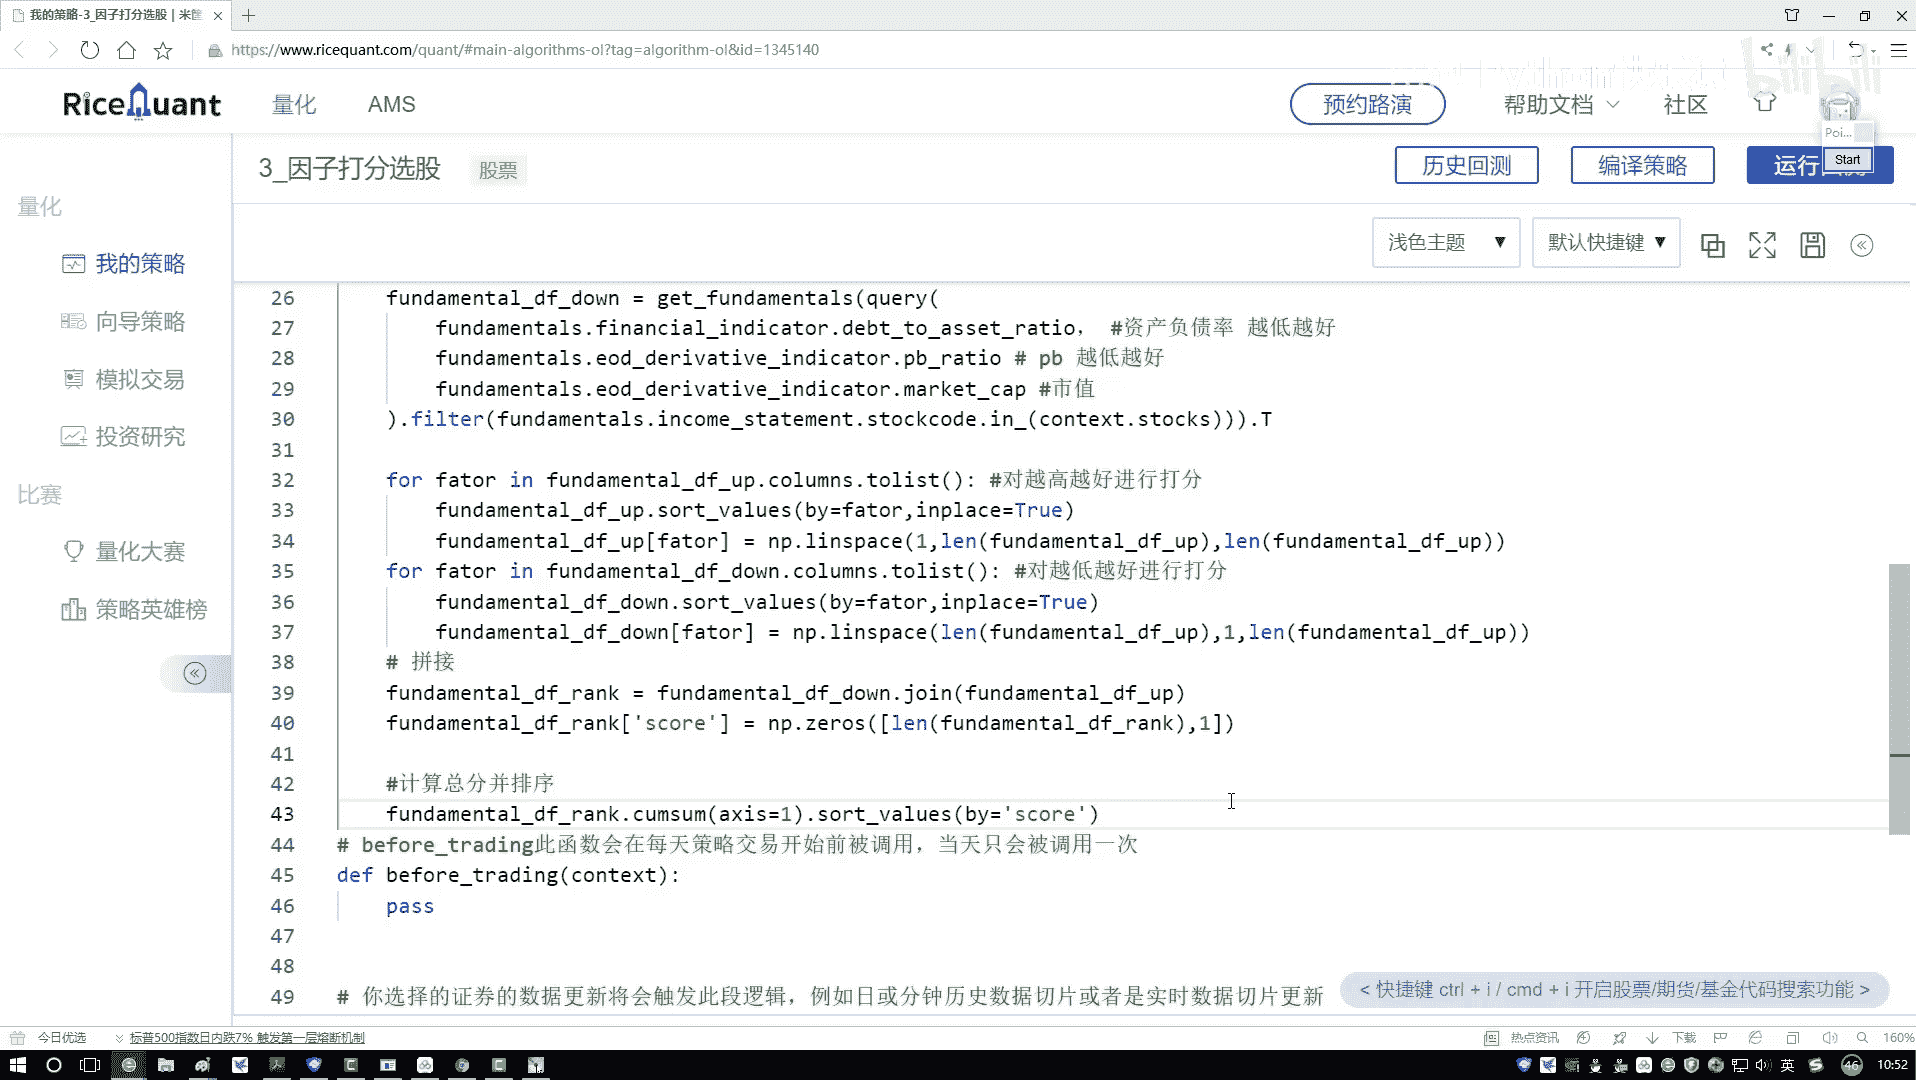 我的策略-3_因子打分选股 | 米
https://www.ricequant.com/quant/#main-algorithms-ol?tag=algorithm-ol&id=1345140
RiceQuant
量化
AMS
预约路演
帮助文档
社区
Poi...
Start
3_因子打分选股
股票
历史回测
编译策略
运行
量化
我的策略
向导策略
模拟交易
投资研究
比赛
量化大赛
策略英雄榜
浅色主题 ▼
默认快捷键 ▼
26 fundamental_df_down = get_fundamentals(query(
27 fundamentals.financial_indicator.debt_to_asset_ratio, #资产负债率 越低越好
28 fundamentals.eod_derivative_indicator.pb_ratio # pb 越低越好
29 fundamentals.eod_derivative_indicator.market_cap #市值
30 ).filter(fundamentals.income_statement.stockcode.in_(context.stocks))).T
31
32 for fator in fundamental_df_up.columns.tolist(): #对越高越好进行打分
33 fundamental_df_up.sort_values(by=fator,inplace=True)
34 fundamental_df_up[fator] = np.linspace(1,len(fundamental_df_up),len(fundamental_df_up))
35 for fator in fundamental_df_down.columns.tolist(): #对越低越好进行打分
36 fundamental_df_down.sort_values(by=fator,inplace=True)
37 fundamental_df_down[fator] = np.linspace(len(fundamental_df_up),1,len(fundamental_df_up))
38 # 拼接
39 fundamental_df_rank = fundamental_df_down.join(fundamental_df_up)
40 fundamental_df_rank['score'] = np.zeros([len(fundamental_df_rank),1])
41
42 #计算总分并排序
43 fundamental_df_rank.cumsum(axis=1).sort_values(by='score')
44 # before_trading此函数会在每天策略交易开始前被调用，当天只会被调用一次
45 def before_trading(context):
46 pass
47
48
49 # 你选择的证券的数据更新将会触发此段逻辑，例如日或分钟历史数据切片或者是实时数据切片更新
< 快捷键 ctrl + i / cmd + i 开启股票/期货/基金代码搜索功能 >
今日优选
标普500指数日内跌7% 触发第一层熔断机制
热点资讯
下载
160%
英
46
10:52